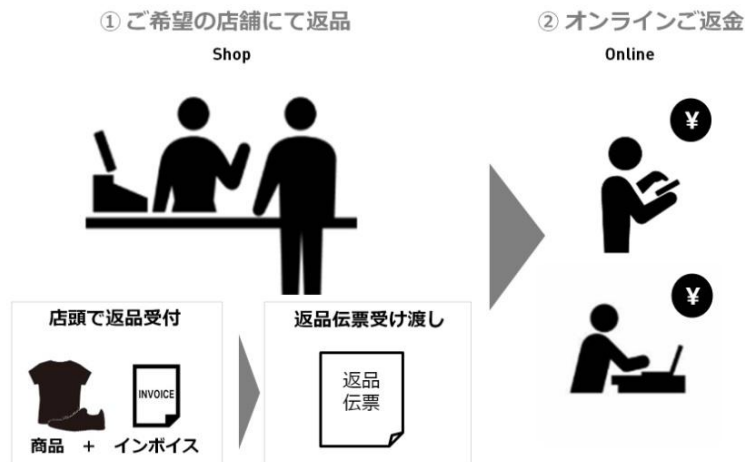 ① ご希望の店舗にて返品
Shop
② オンラインご返金
Online
¥
¥
店頭で返品受付
INVOICE
商品 + インボイス
返品伝票受け渡し
返品
伝票